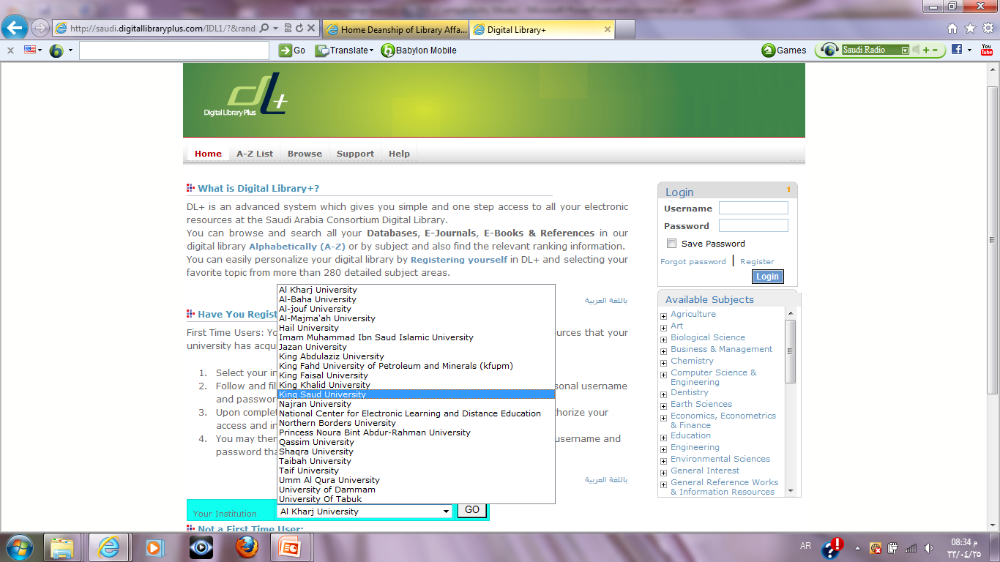 http://saudi.digitallibraryplus.com/IDL1/?&rand
Home Deanship of Library Affa...
Digital Library+
Go
Translate
Babylon Mobile
Games
Saudi Radio
You
Tube
dL+
Digital Library Plus
Home
A-Z List
Browse
Support
Help
What is Digital Library+?
DL+ is an advanced system which gives you simple and one step access to all your electronic
resources at the Saudi Arabia Consortium Digital Library.
You can browse and search all your Databases, E-Journals, E-Books & References in our
digital library Alphabetically (A-Z) or by subject and also find the relevant ranking information.
You can easily personalize your digital library by Registering yourself in DL+ and selecting your
favorite topic from more than 280 detailed subject areas.
باللغة العربية
Have You Regist
First Time Users: Yo
urces that your
university has acqu
1. Select your in
2. Follow and fil
sonal username
and passwor
3. Upon complet
thorize your
access and in
4. You may then
username and
password tha
باللغة العربية
Al Kharj University
Al-Baha University
Al-jouf University
Al-Majma'ah University
Hail University
Imam Muhammad Ibn Saud Islamic University
Jazan University
King Abdulaziz University
King Fahd University of Petroleum and Minerals (kfupm)
King Faisal University
King Khalid University
King Saud University
Najran University
National Center for Electronic Learning and Distance Education
Northern Borders University
Princess Noura Bint Abdur-Rahman University
Qassim University
Shaqra University
Taibah University
Taif University
Umm Al Qura University
University of Dammam
University Of Tabuk
Your Institution
Al Kharj University
GO
Not a First Time User:
Login
Username
Password
Save Password
Forgot password | Register
Login
Available Subjects
Agriculture
Art
Biological Science
Business & Management
Chemistry
Computer Science &
Engineering
Dentistry
Earth Sciences
Economics, Econometrics
& Finance
Education
Engineering
Environmental Sciences
General Interest
General Reference Works
& Information Resources
AR
08:34 م
٣٣/٠٤/٢٥